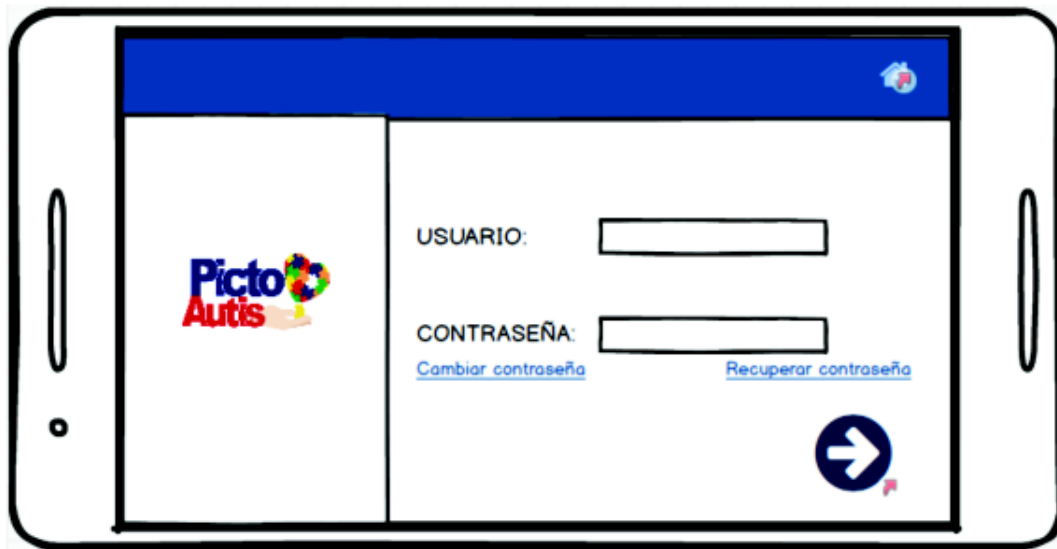 Picto
Autis
USUARIO:
CONTRASEÑA:
Cambiar contraseña
Recuperar contraseña